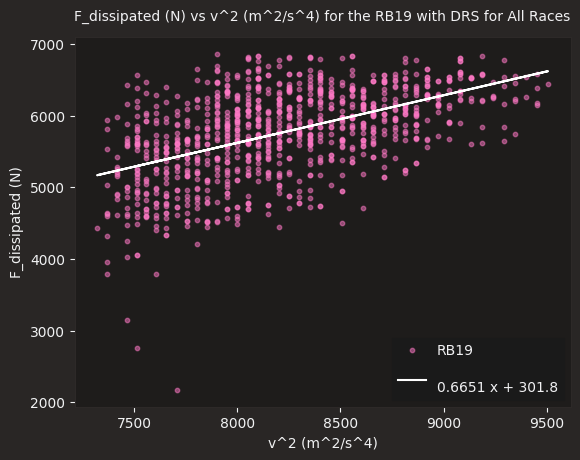 F_dissipated (N) vs v^2 (m^2/s^4) for the RB19 with DRS for All Races
7000
6000
5000
4000
3000
2000
F_dissipated (N)
7500
8000
8500
9000
9500
v^2 (m^2/s^4)
RB19
0.6651 x + 301.8